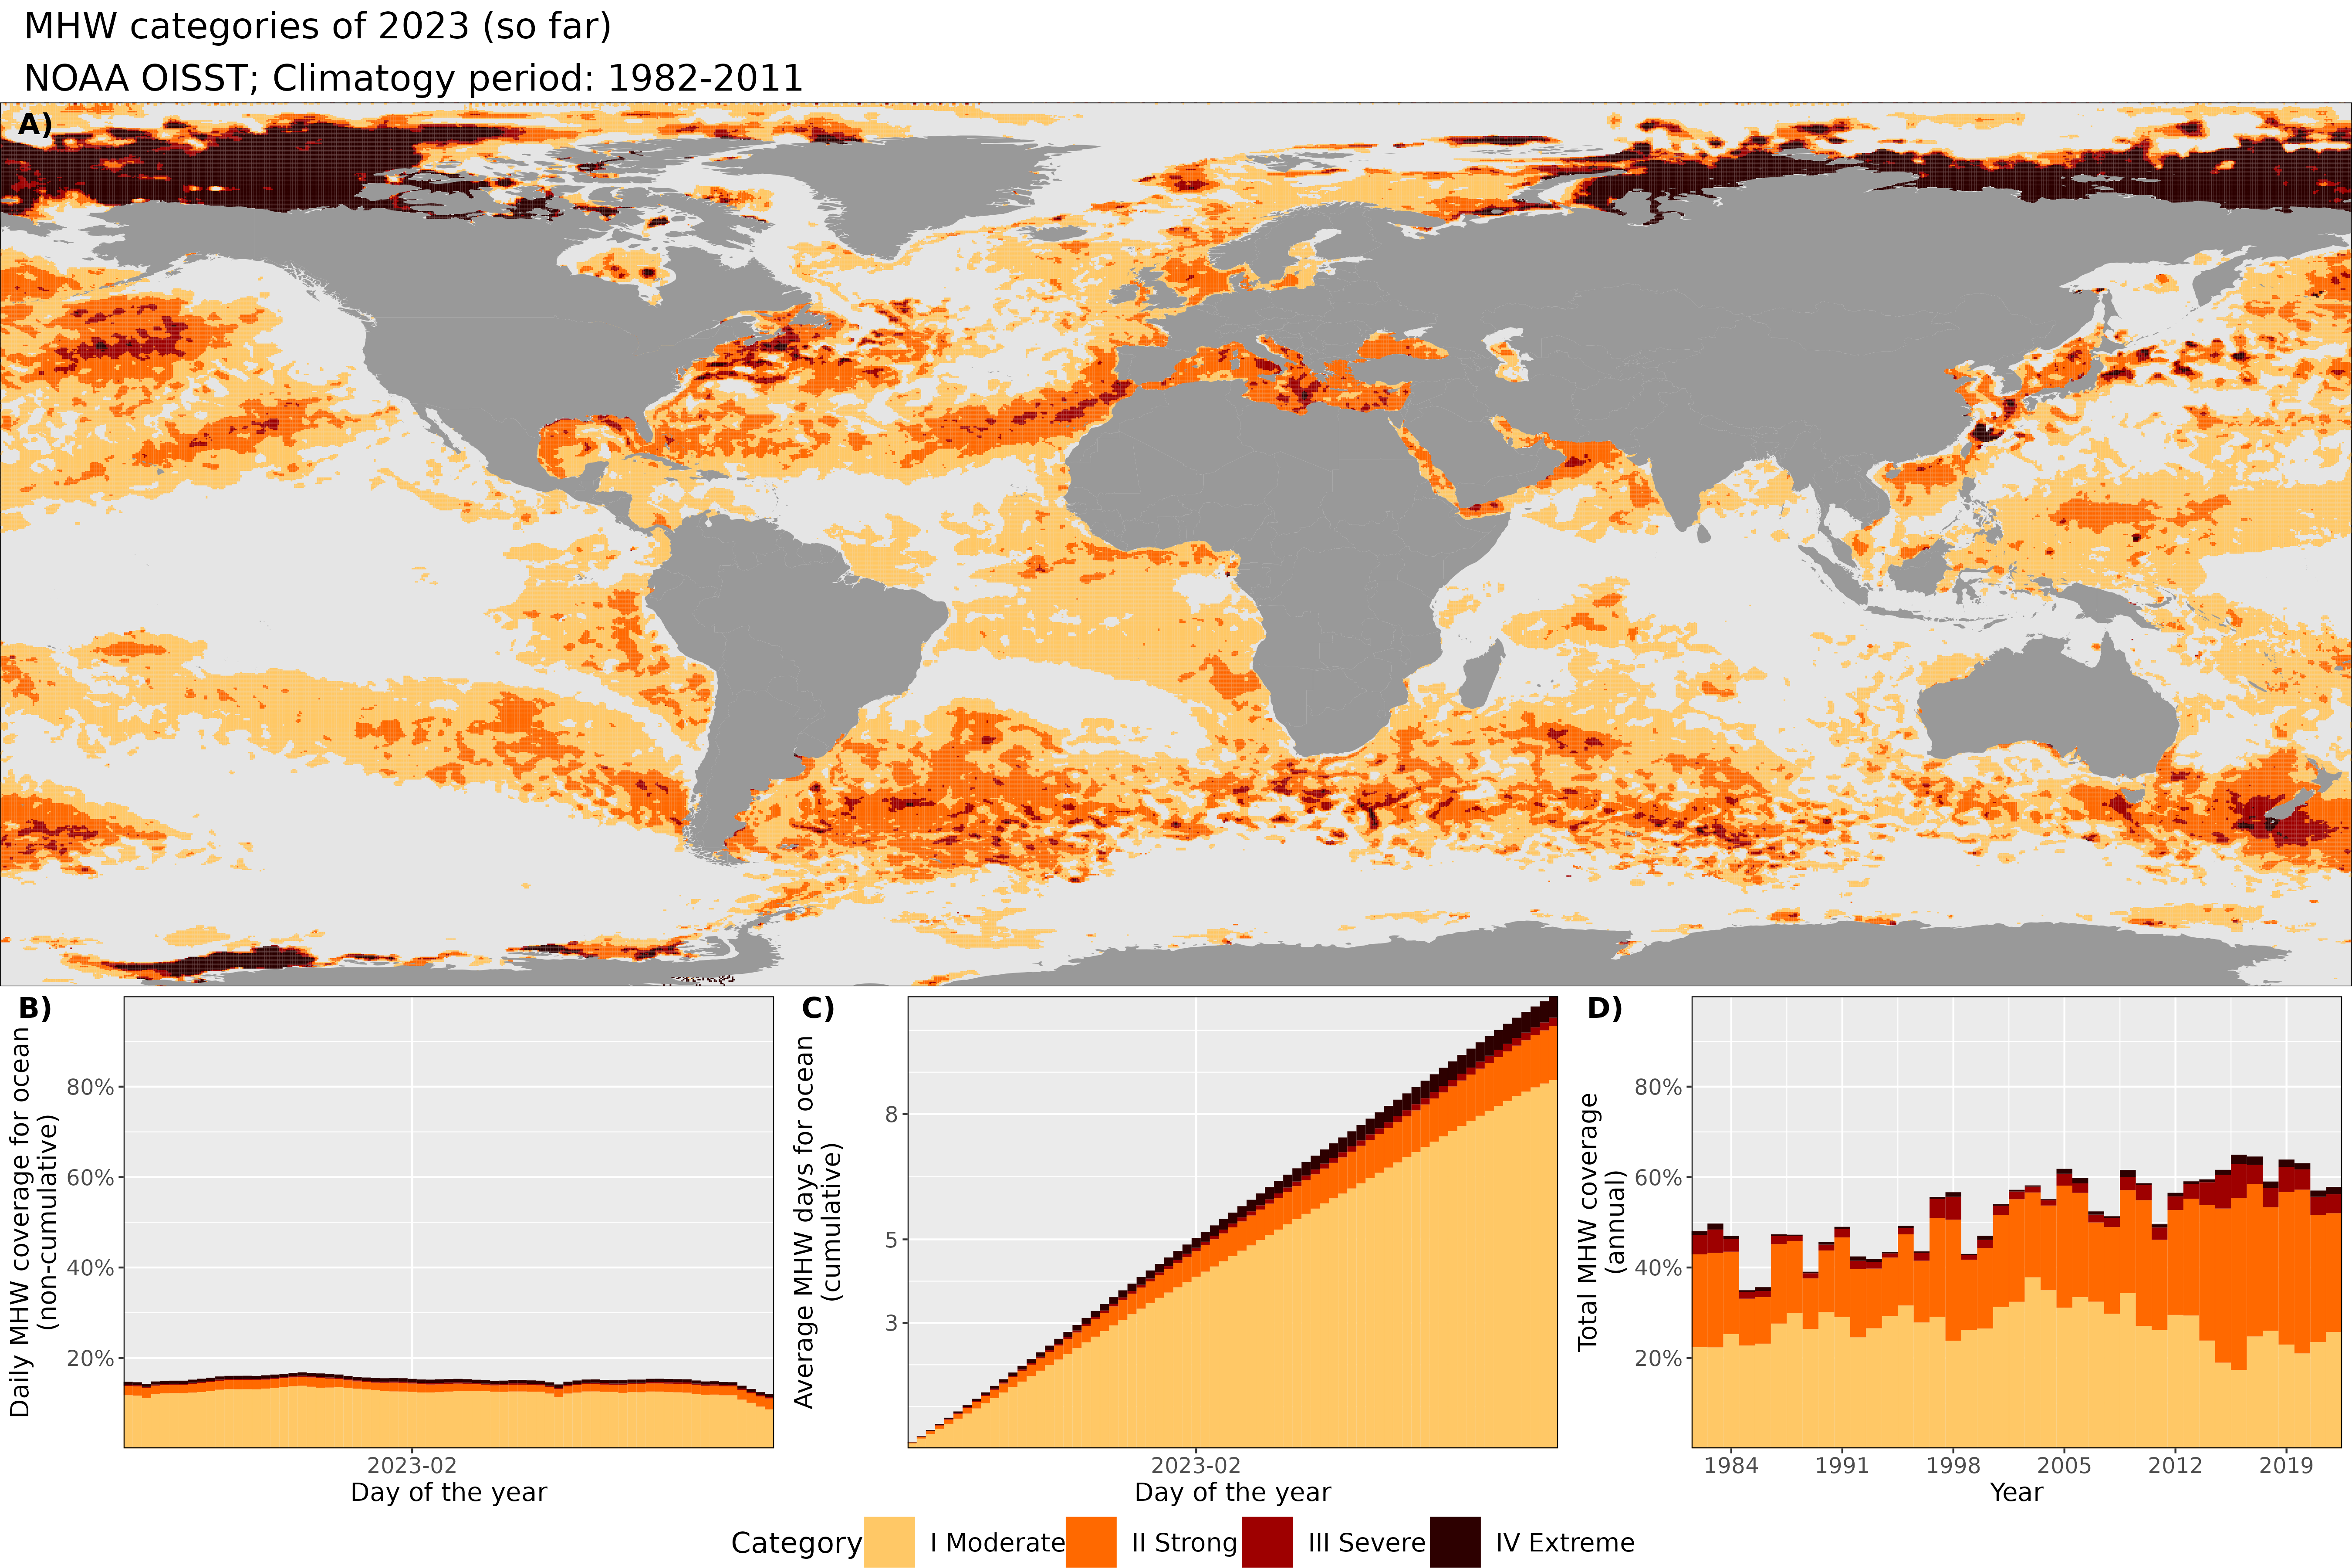 MHW categories of 2023 (so far)
NOAA OISST; Climatogy period: 1982-2011
A)
B)
Daily MHW coverage for ocean
(non-cumulative)
80%
60%
40%
20%
2023-02
Day of the year
C)
Average MHW days for ocean
(cumulative)
8
5
3
2023-02
Day of the year
D)
Total MHW coverage
(annual)
80%
60%
40%
20%
1984 1991 1998 2005 2012 2019
Year
Category I Moderate II Strong III Severe IV Extreme